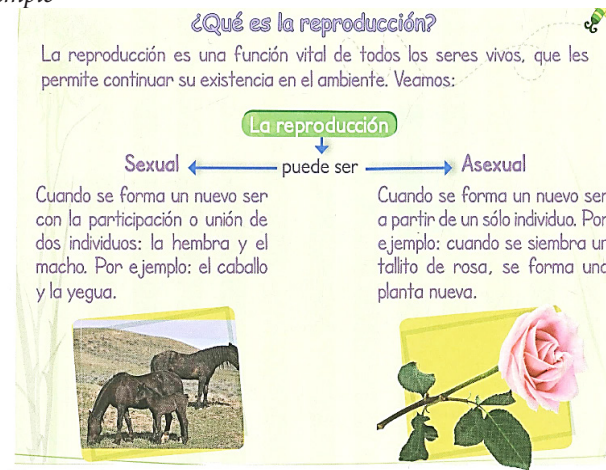 ¿Qué es la reproducción?
La reproducción es una función vital de todos los seres vivos, que les
permite continuar su existencia en el ambiente. Veamos:
La reproducción
Sexual puede ser Asexual
Cuando se forma un nuevo ser
con la participación o unión de
dos individuos: la hembra y el
macho. Por ejemplo: el caballo
y la yegua.
Cuando se forma un nuevo ser
a partir de un sólo individuo. Por
ejemplo: cuando se siembra un
tallito de rosa, se forma una
planta nueva.